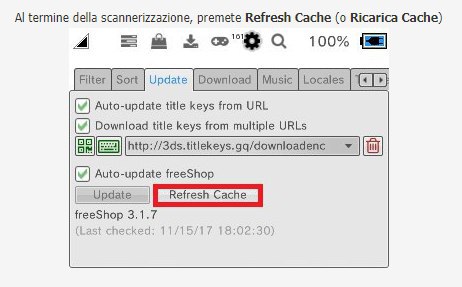 Al termine della scannerizzazione, premete Refresh Cache (o Ricarica Cache)
161
100%
Filter Sort Update Download Music Locales
Auto-update title keys from URL
Download title keys from multiple URLs
http://3ds.titlekeys.gq/downloadenc
Auto-update freeShop
Update Refresh Cache
freeShop 3.1.7
(Last checked: 11/15/17 18:02:30)